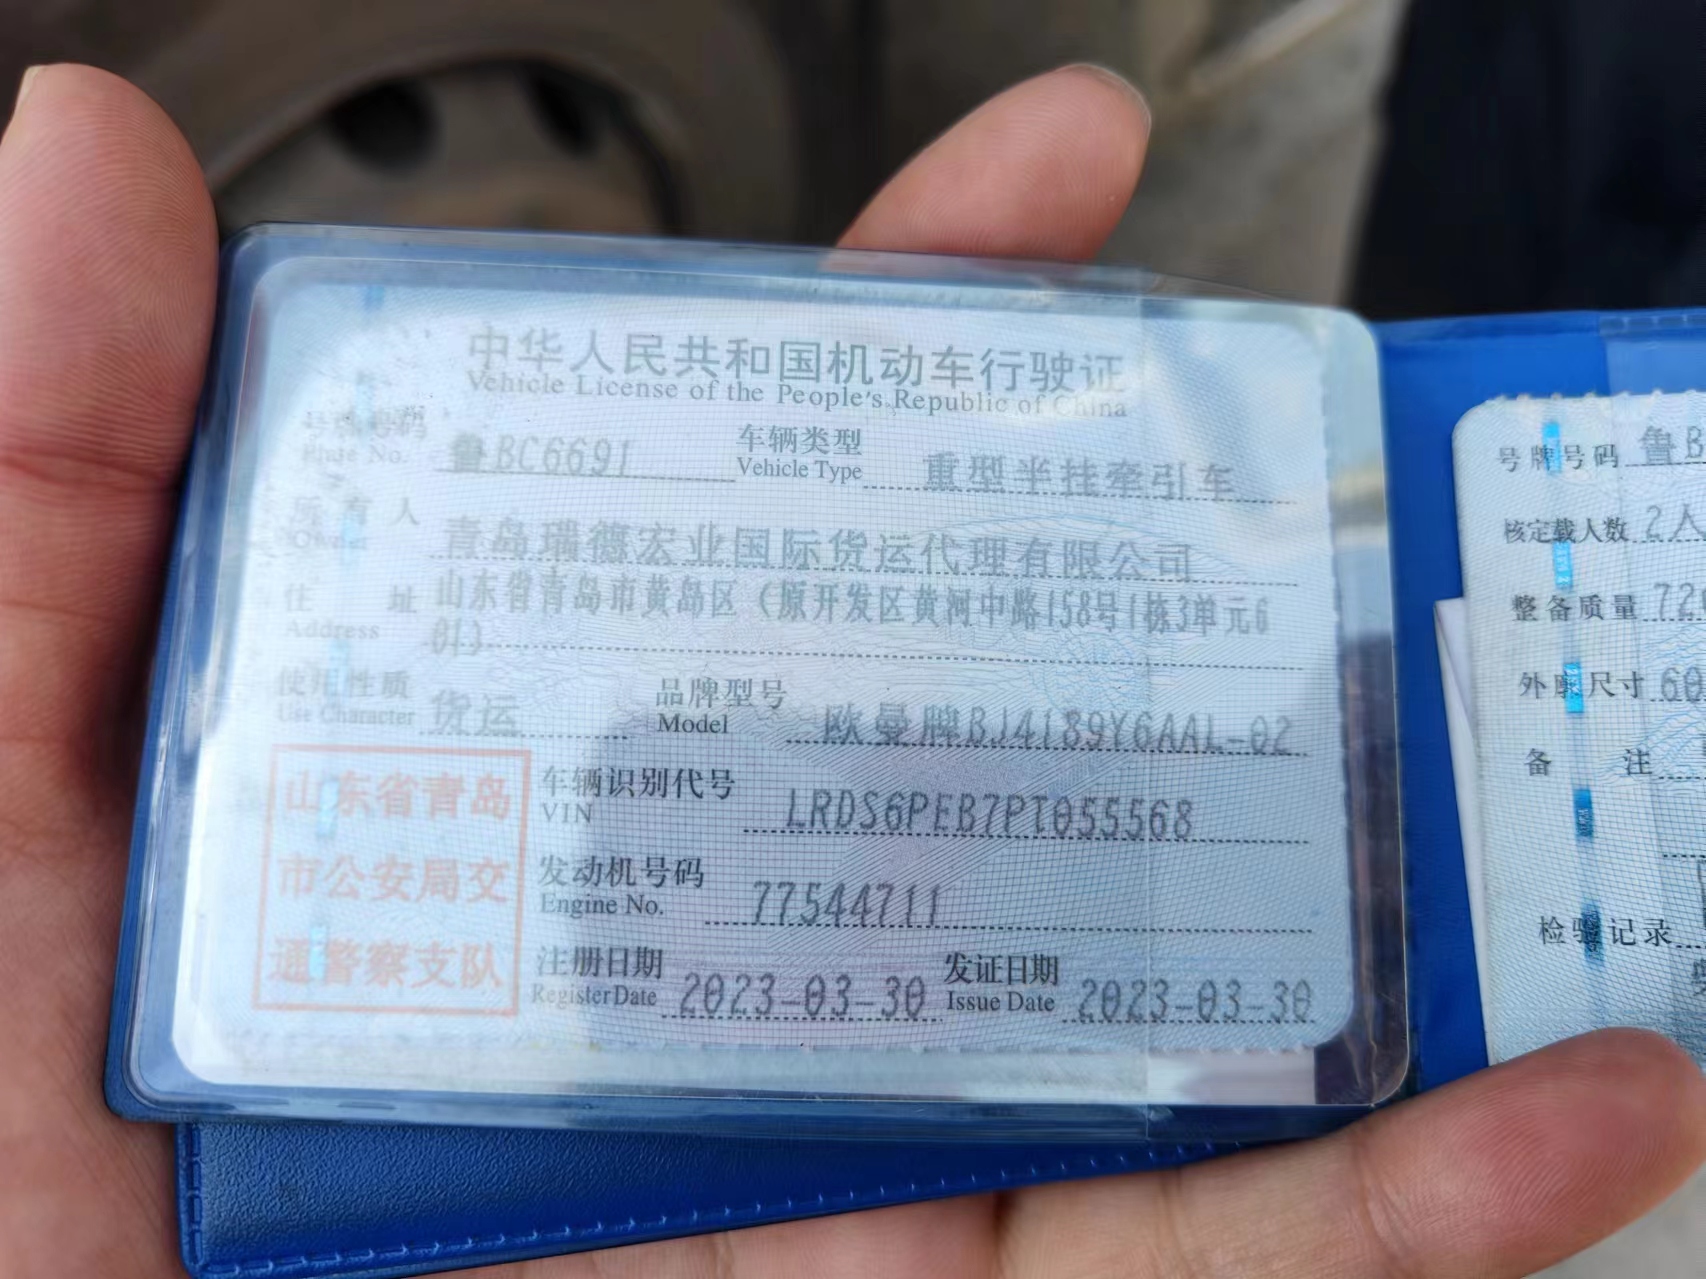 中华人民共和国机动车行驶证
Vehicle License of the People's Republic of China
号牌号码 鲁BC6691 车辆类型 重型半挂牵引车
Plate No. Vehicle Type
所有人 青岛瑞德宏业国际货运代理有限公司
Owner
住址 山东省青岛市黄岛区（原开发区黄河中路158号1栋3单元6
Address 01）
使用性质 货运 品牌型号 欧曼牌BJ4189Y6AAL-02
Use Character Model
山东省青岛
市公安局交
通警察支队
车辆识别代号 LRDS6PEB7PT055568
VIN
发动机号码 77544711
Engine No.
注册日期 2023-03-30 发证日期 2023-03-30
Register Date Issue Date
号牌号码 鲁B
核定载人数 2人
整备质量 72
外廓尺寸 60
备注
检验记录